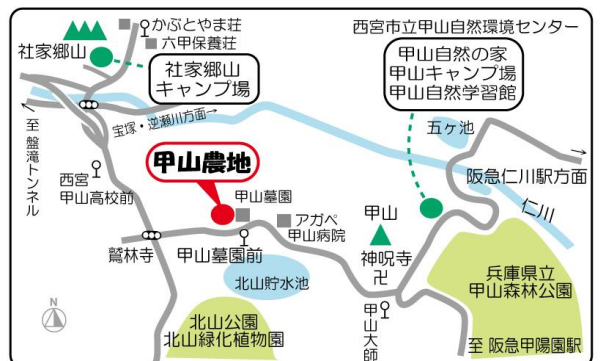 かぶとやま荘
六甲保養荘
社家郷山
社家郷山
キャンプ場
西宮市立甲山自然環境センター
甲山自然の家
甲山キャンプ場
甲山自然学習館
至 盤滝トンネル
宝塚・逆瀬川方面→
五ヶ池
→
阪急仁川駅方面
仁川
西宮
甲山高校前
甲山農地
甲山墓園
アガペ
甲山病院
甲山
神呪寺
卍
鷲林寺
甲山墓園前
北山貯水池
兵庫県立
甲山森林公園
甲山大師
北山公園
北山緑化植物園
至 阪急甲陽園駅
N